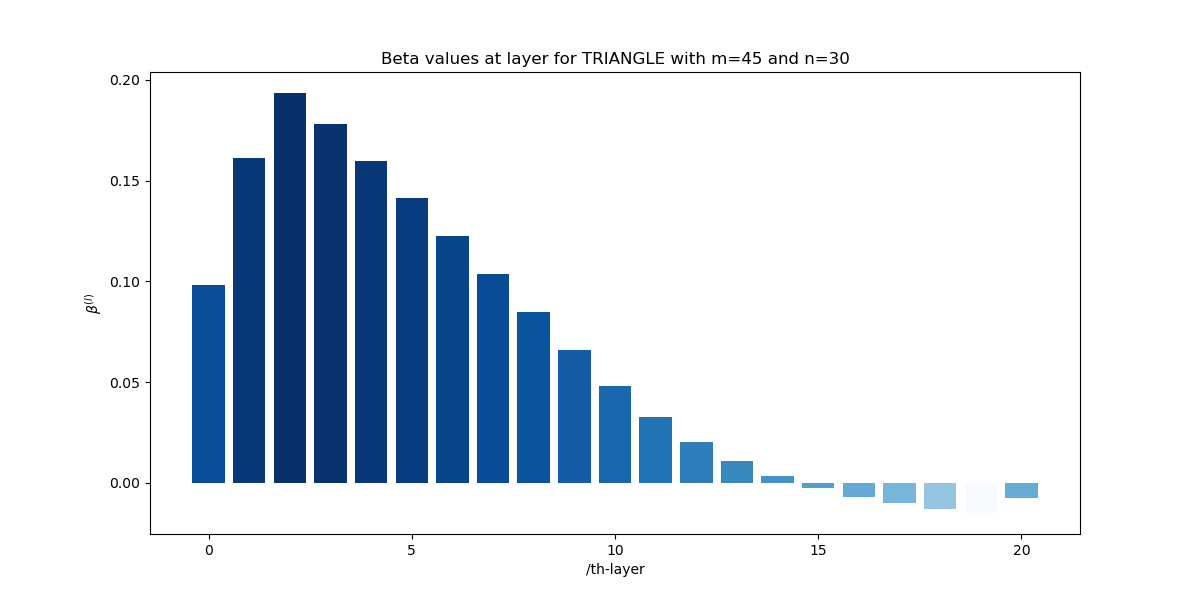 Beta values at layer for TRIANGLE with m=45 and n=30
0.20
0.15
0.10
0.05
0.00
β^(l)
0 5 10 15 20
/th-layer